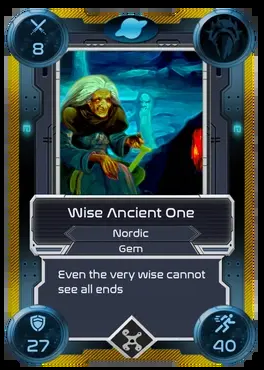 8
Wise Ancient One
Nordic
Gem
Even the very wise cannot
see all ends
27
40